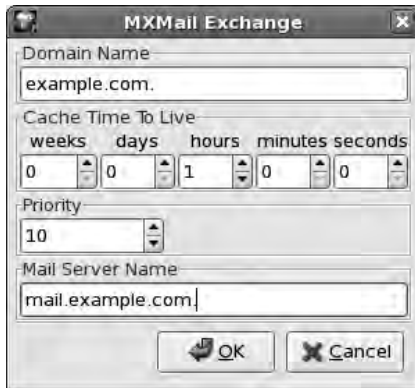 MXMail Exchange
Domain Name
example.com.
Cache Time To Live
weeks days hours minutes seconds
0 0 1 0 0
Priority
10
Mail Server Name
mail.example.com.
OK Cancel